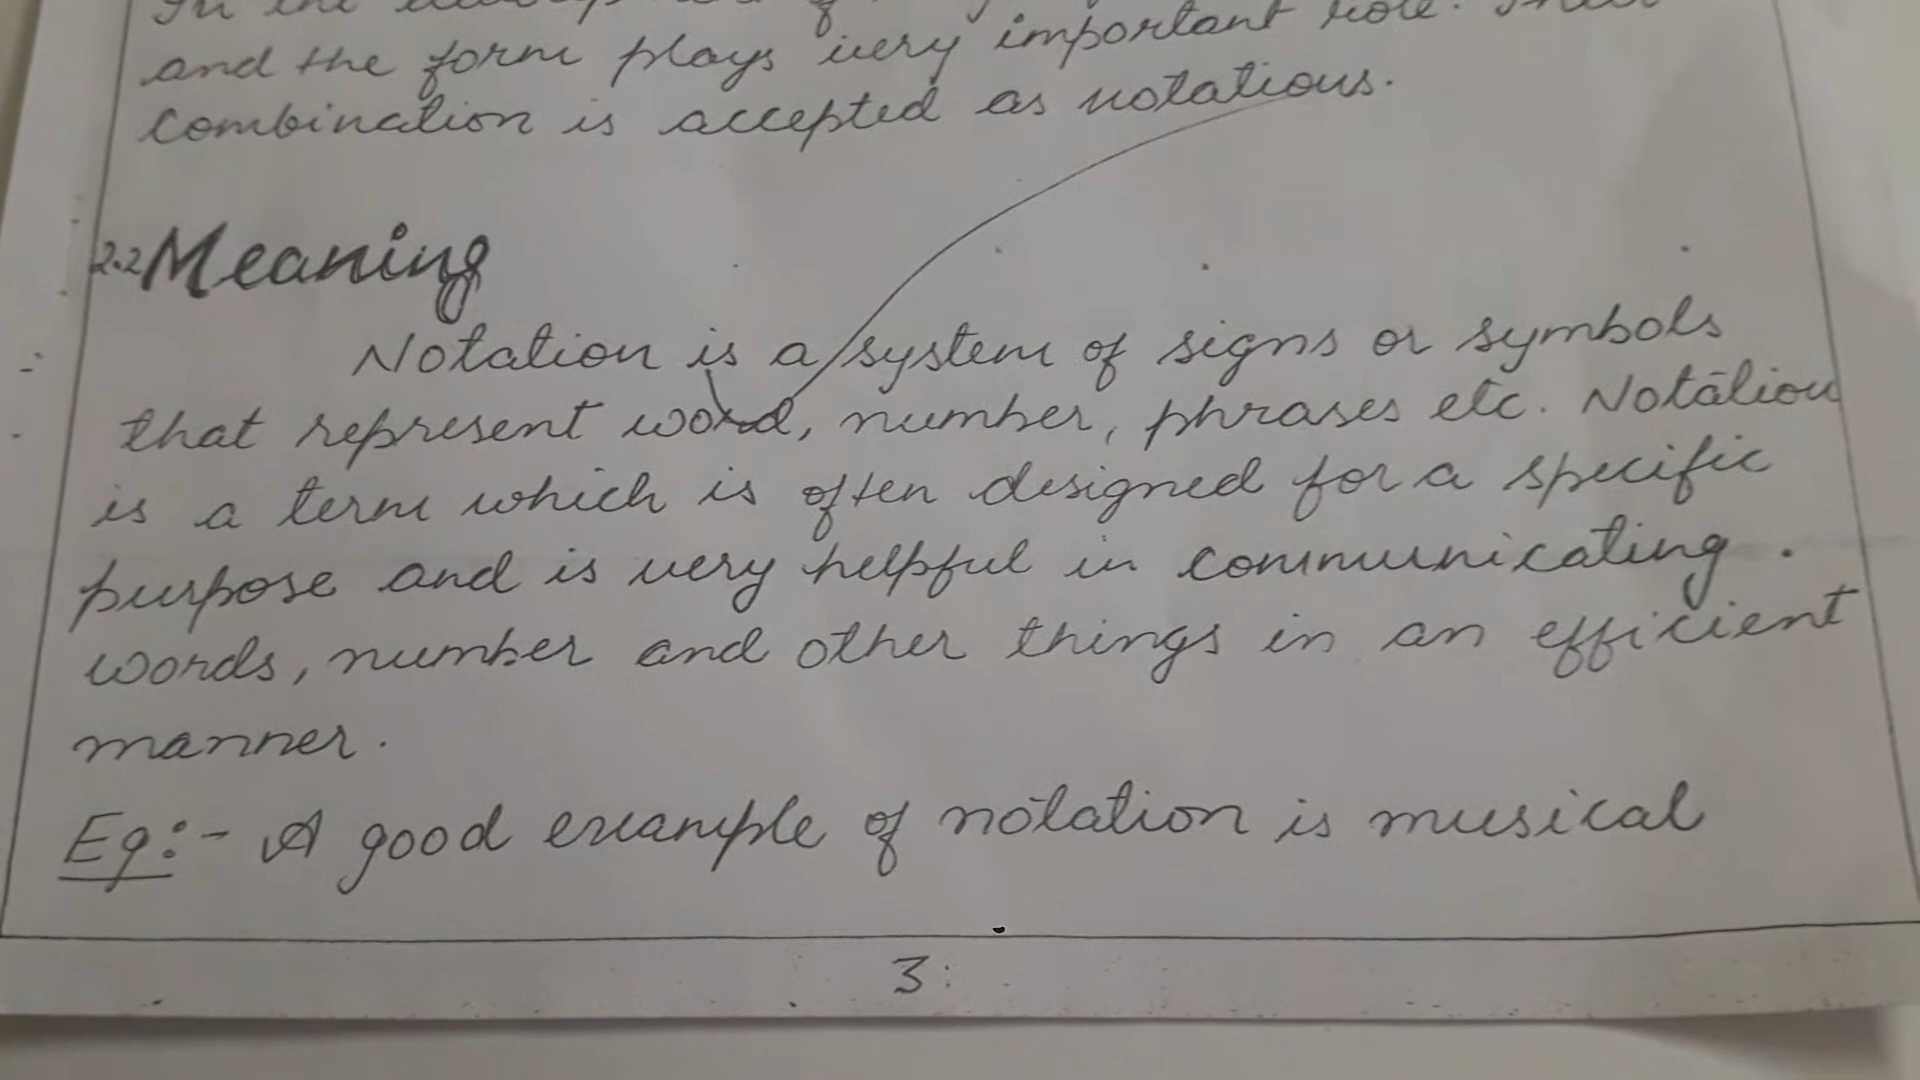 In the
and the form plays very important role. Their
combination is accepted as notations.
2.2 Meaning
Notation is a system of signs or symbols
that represent word, number, phrases etc. Notation
is a term which is often designed for a specific
purpose and is very helpful in communicating.
words, number and other things in an efficient
manner.
Eg:- A good example of notation is musical
3: